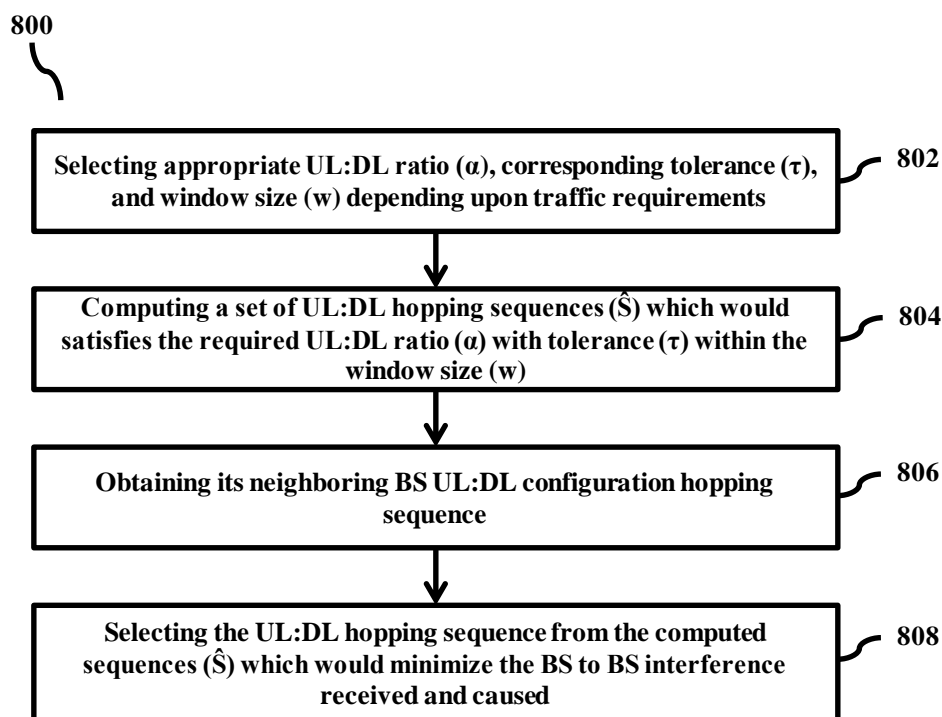 800
Selecting appropriate UL:DL ratio (α), corresponding tolerance (τ),
and window size (w) depending upon traffic requirements
802
Computing a set of UL:DL hopping sequences (Ŝ) which would
satisfies the required UL:DL ratio (α) with tolerance (τ) within the
window size (w)
804
Obtaining its neighboring BS UL:DL configuration hopping
sequence
806
Selecting the UL:DL hopping sequence from the computed
sequences (Ŝ) which would minimize the BS to BS interference
received and caused
808